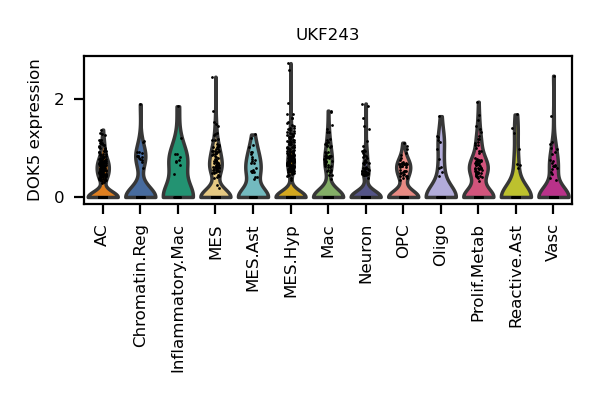 UKF243
DOK5 expression
2
0
AC
Chromatin.Reg
Inflammatory.Mac
MES
MES.Ast
MES.Hyp
Mac
Neuron
OPC
Oligo
Prolif.Metab
Reactive.Ast
Vasc